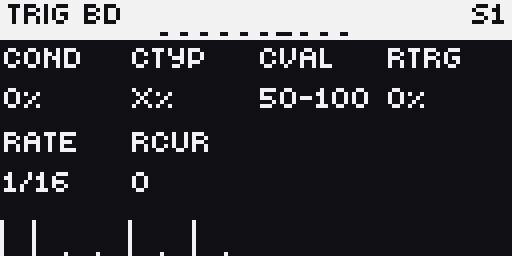 TRIG BD S1
COND CTYP CVAL RTRG
0% X% 50-100 0%
RATE RCUR
1/16 0